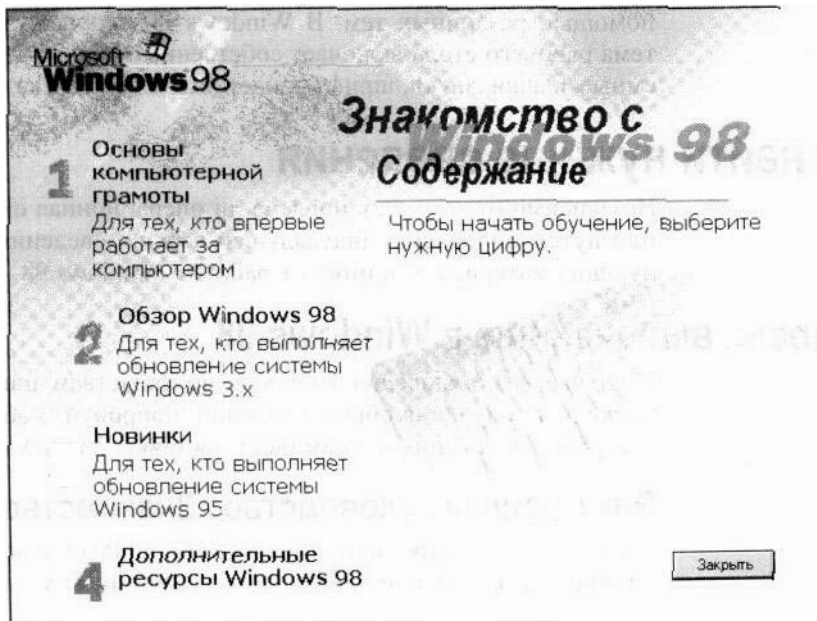 Microsoft
Windows 98
Знакомство с
Windows 98
Содержание
Чтобы начать обучение, выберите
нужную цифру.
1
Основы
компьютерной
грамоты
Для тех, кто впервые
работает за
компьютером
2
Обзор Windows 98
Для тех, кто выполняет
обновление системы
Windows 3.x
Новинки
Для тех, кто выполняет
обновление системы
Windows 95
4
Дополнительные
ресурсы Windows 98
Закрыть